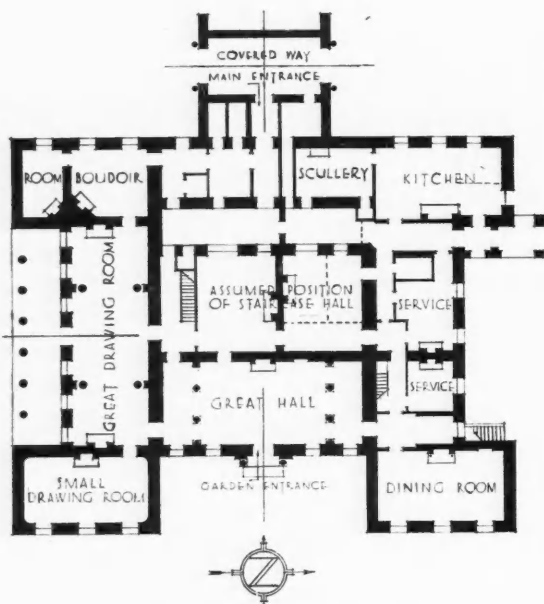 COVERED WAY
MAIN ENTRANCE
ROOM
BOUDOIR
SCULLERY
KITCHEN
GREAT DRAWING ROOM
ASSUMED POSITION
OF STAIRCASE HALL
SERVICE
SERVICE
GREAT HALL
SMALL
DRAWING ROOM
GARDEN ENTRANCE
DINING ROOM
N